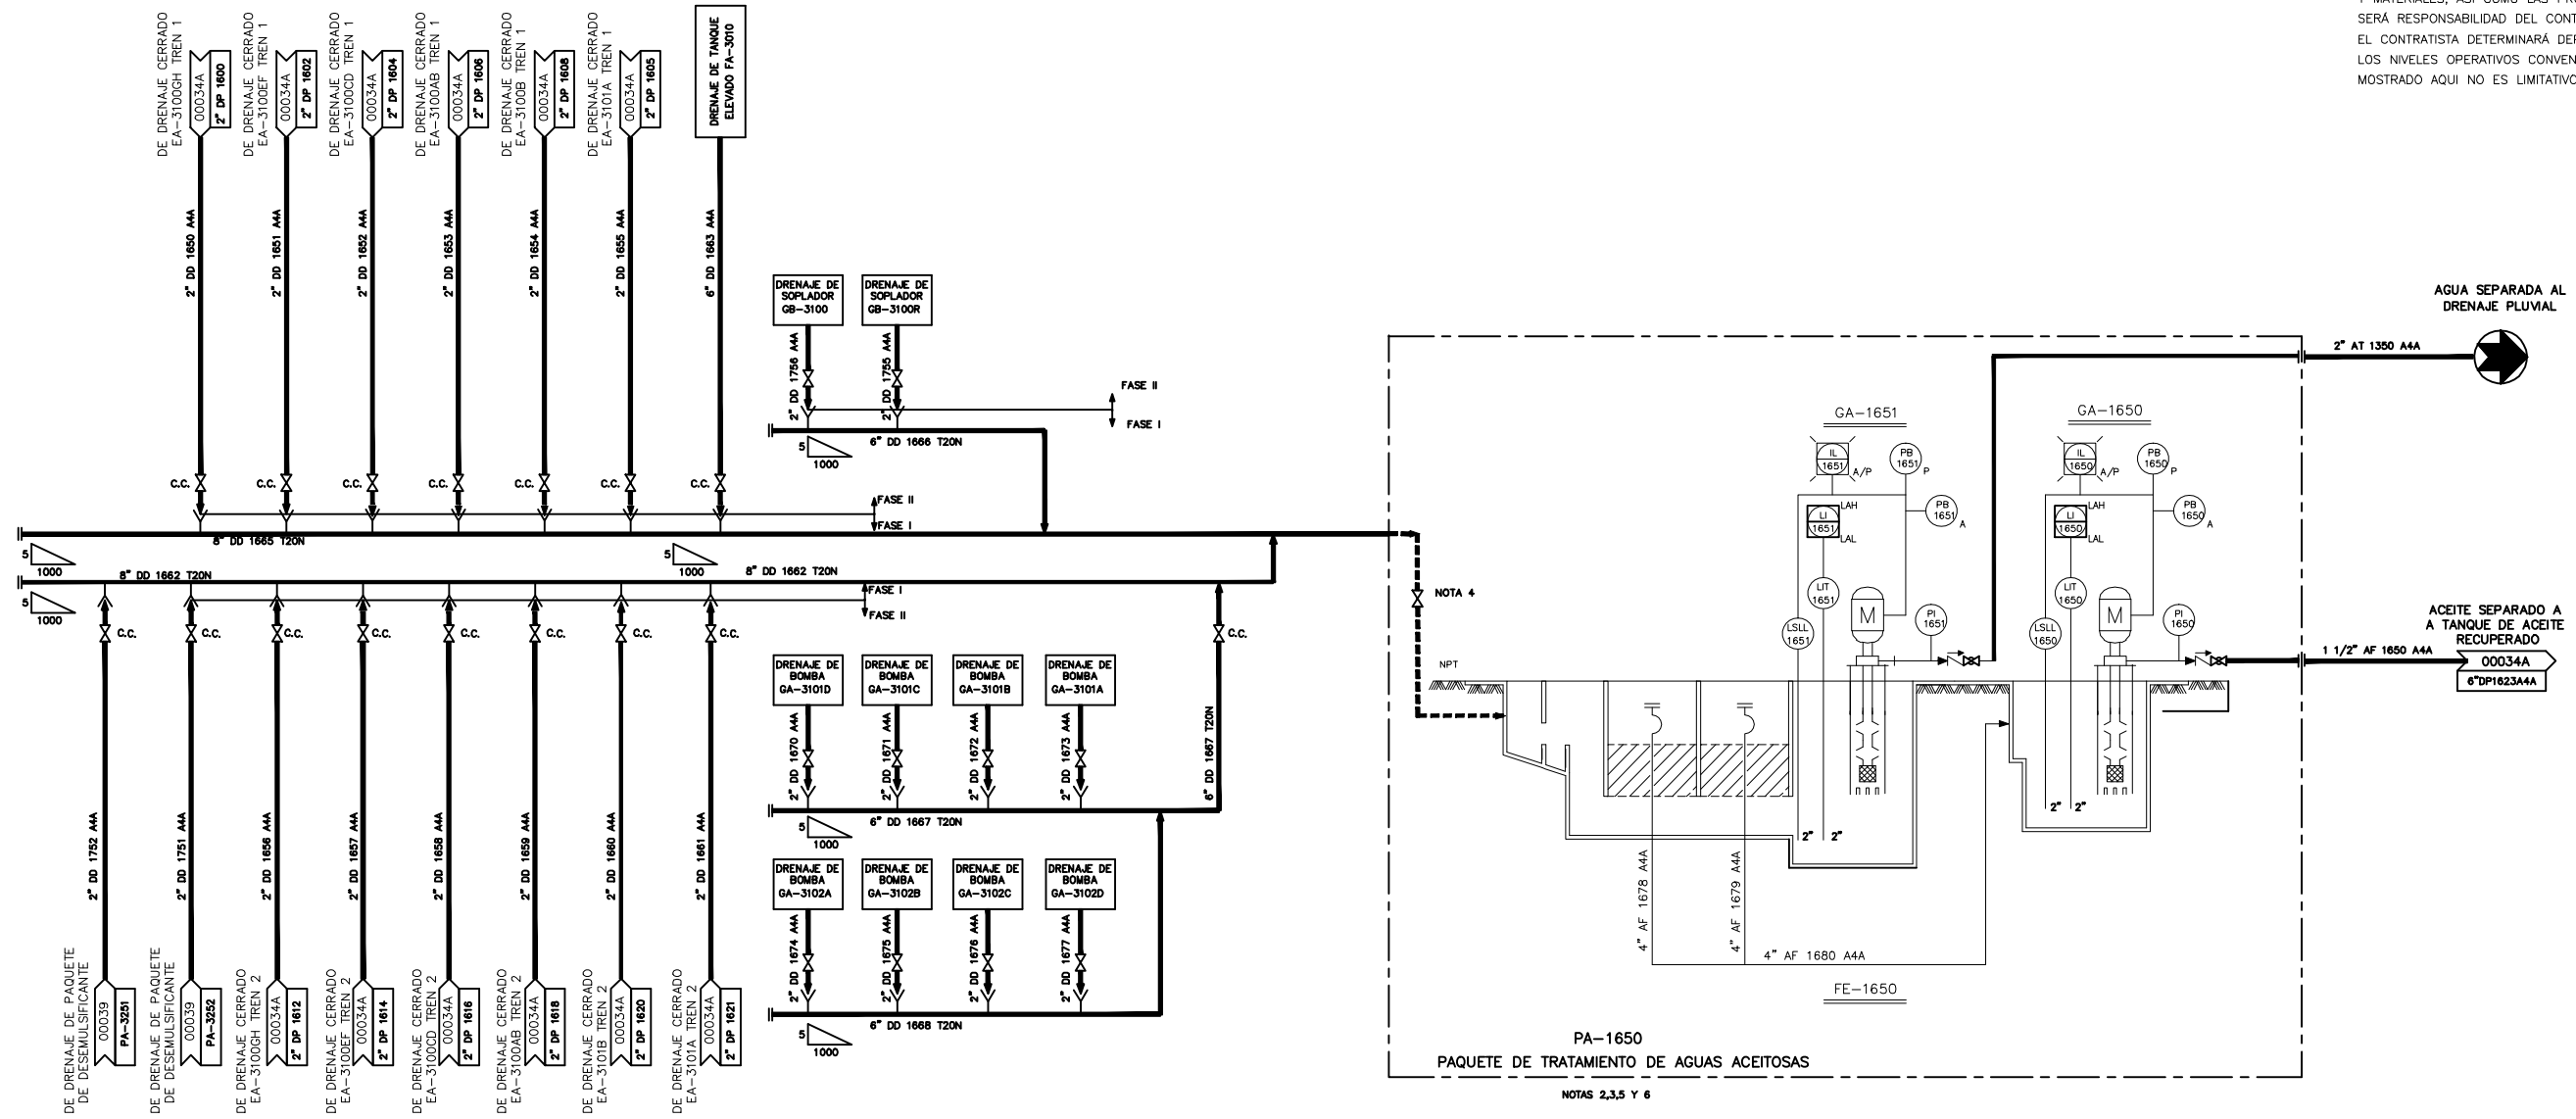 Y MATERIALES, ASI COMO LAS
SERÁ RESPONSABILIDAD DEL
EL CONTRATISTA DETERMINARÁ
LOS NIVELES OPERATIVOS
MOSTRADO AQUI NO ES LIMITATIVO
DE DRENAJE CERRADO
EA-3100GH TREN 1
00034A
2" DP 1600
DE DRENAJE CERRADO
EA-3100EF TREN 1
00034A
2" DP 1602
DE DRENAJE CERRADO
EA-3100CD TREN 1
00034A
2" DP 1604
DE DRENAJE CERRADO
EA-3100AB TREN 1
00034A
2" DP 1606
DE DRENAJE CERRADO
EA-3100B TREN 1
00034A
2" DP 1608
DE DRENAJE CERRADO
EA-3101A TREN 1
00034A
2" DP 1605
DRENAJE DE TANQUE
ELEVADO FA-3010
2" DD 1650 A4A
2" DD 1651 A4A
2" DD 1652 A4A
2" DD 1653 A4A
2" DD 1654 A4A
2" DD 1655 A4A
6" DD 1663 A4A
C.C.
C.C.
C.C.
C.C.
C.C.
C.C.
C.C.
DRENAJE DE
SOPLADOR
GB-3100
DRENAJE DE
SOPLADOR
GB-3100R
2" DD 1756 A4A
2" DD 1755 A4A
FASE II
FASE I
6" DD 1666 T20N
5
1000
FASE II
FASE I
8" DD 1665 T20N
5
1000
5
1000
8" DD 1662 T20N
8" DD 1662 T20N
5
1000
FASE I
FASE II
C.C.
C.C.
C.C.
C.C.
C.C.
C.C.
C.C.
C.C.
C.C.
2" DD 1752 A4A
2" DD 1751 A4A
2" DD 1656 A4A
2" DD 1657 A4A
2" DD 1658 A4A
2" DD 1659 A4A
2" DD 1660 A4A
2" DD 1661 A4A
DE DRENAJE DE PAQUETE
DE DESEMULSIFICANTE
00039
PA-3251
DE DRENAJE DE PAQUETE
DE DESEMULSIFICANTE
00039
PA-3252
DE DRENAJE CERRADO
EA-3100GH TREN 2
00034A
2" DP 1612
DE DRENAJE CERRADO
EA-3100EF TREN 2
00034A
2" DP 1614
DE DRENAJE CERRADO
EA-3100CD TREN 2
00034A
2" DP 1616
DE DRENAJE CERRADO
EA-3100AB TREN 2
00034A
2" DP 1618
DE DRENAJE CERRADO
EA-3101B TREN 2
00034A
2" DP 1620
DE DRENAJE CERRADO
EA-3101A TREN 2
00034A
2" DP 1621
DRENAJE DE
BOMBA
GA-3101D
DRENAJE DE
BOMBA
GA-3101C
DRENAJE DE
BOMBA
GA-3101B
DRENAJE DE
BOMBA
GA-3101A
2" DD 1670 A4A
2" DD 1671 A4A
2" DD 1672 A4A
2" DD 1673 A4A
6" DD 1667 T20N
6" DD 1667 T20N
5
1000
DRENAJE DE
BOMBA
GA-3102A
DRENAJE DE
BOMBA
GA-3102B
DRENAJE DE
BOMBA
GA-3102C
DRENAJE DE
BOMBA
GA-3102D
2" DD 1674 A4A
2" DD 1675 A4A
2" DD 1676 A4A
2" DD 1677 A4A
6" DD 1668 T20N
5
1000
AGUA SEPARADA AL
DRENAJE PLUVIAL
2" AT 1350 A4A
GA-1651
GA-1650
IL
1651
A/P
PB
1651
P
IL
1650
A/P
PB
1650
P
LAH
LI
1651
LAL
PB
1651
A
LAH
LI
1650
LAL
PB
1650
A
NOTA 4
LIT
1651
LIT
1650
LSLL
1651
M
PI
1651
LSLL
1650
M
PI
1650
ACEITE SEPARADO A
A TANQUE DE ACEITE
RECUPERADO
1 1/2" AF 1650 A4A
00034A
6"DP1623A4A
NPT
2" 2"
2" 2"
4" AF 1678 A4A
4" AF 1679 A4A
4" AF 1680 A4A
FE-1650
PA-1650
PAQUETE DE TRATAMIENTO DE AGUAS ACEITOSAS
NOTAS 2,3,5 Y 6